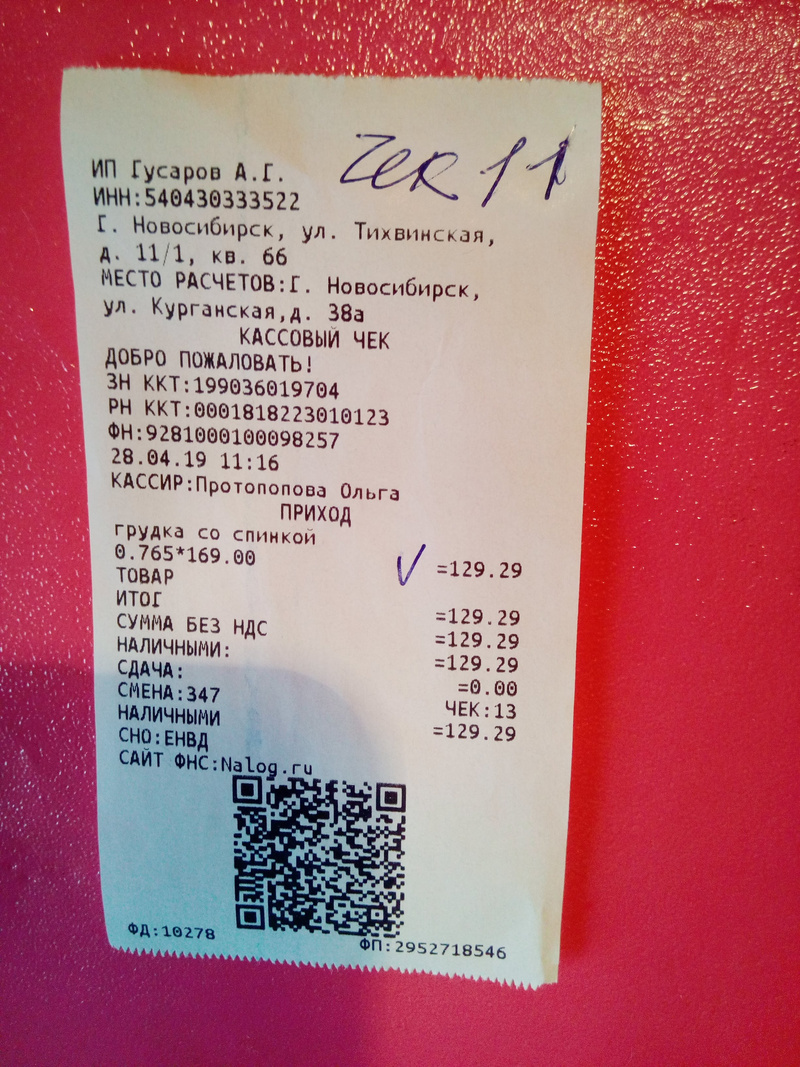 чек 11
ИП Гусаров А.Г.
ИНН:540430333522
Г. Новосибирск, ул. Тихвинская,
д. 11/1, кв. 66
МЕСТО РАСЧЕТОВ:Г. Новосибирск,
ул. Курганская,д. 38а
КАССОВЫЙ ЧЕК
ДОБРО ПОЖАЛОВАТЬ!
ЗН ККТ:199036019704
РН ККТ:0001818223010123
ФН:9281000100098257
28.04.19 11:16
КАССИР:Протопопова Ольга
ПРИХОД
грудка со спинкой
0.765*169.00 =129.29
ТОВАР
ИТОГ =129.29
СУММА БЕЗ НДС =129.29
НАЛИЧНЫМИ: =129.29
СДАЧА: =0.00
СМЕНА:347 ЧЕК:13
НАЛИЧНЫМИ =129.29
СНО:ЕНВД
САЙТ ФНС:Nalog.ru
ФД:10278 ФП:2952718546